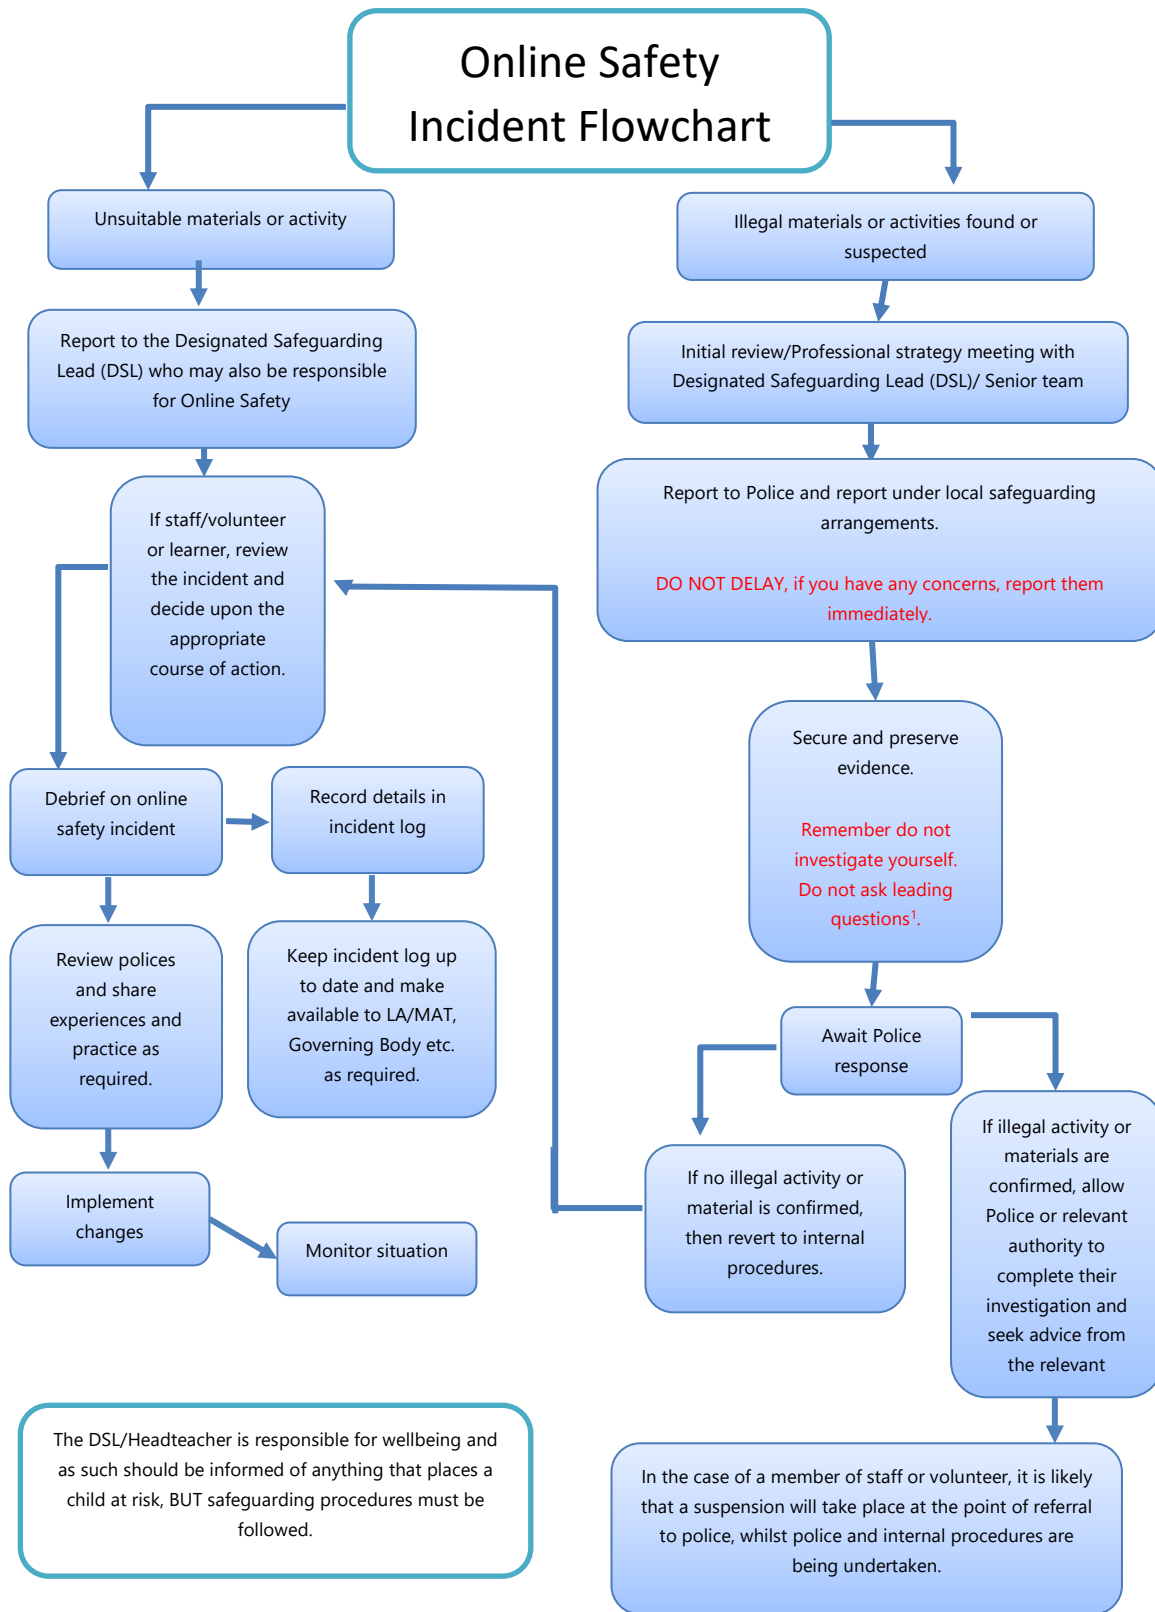 Online Safety
Incident Flowchart
Unsuitable materials or activity
Report to the Designated Safeguarding
Lead (DSL) who may also be responsible
for Online Safety
If staff/volunteer
or learner, review
the incident and
decide upon the
appropriate
course of action.
Debrief on online
safety incident
Record details in
incident log
Review polices
and share
experiences and
practice as
required.
Keep incident log up
to date and make
available to LA/MAT,
Governing Body etc.
as required.
Implement
changes
Monitor situation
Illegal materials or activities found or
suspected
Initial review/Professional strategy meeting with
Designated Safeguarding Lead (DSL)/ Senior team
Report to Police and report under local safeguarding
arrangements.
DO NOT DELAY, if you have any concerns, report them
immediately.
Secure and preserve
evidence.
Remember do not
investigate yourself.
Do not ask leading
questions¹.
Await Police
response
If no illegal activity or
material is confirmed,
then revert to internal
procedures.
If illegal activity or
materials are
confirmed, allow
Police or relevant
authority to
complete their
investigation and
seek advice from
the relevant
In the case of a member of staff or volunteer, it is likely
that a suspension will take place at the point of referral
to police, whilst police and internal procedures are
being undertaken.
The DSL/Headteacher is responsible for wellbeing and
as such should be informed of anything that places a
child at risk, BUT safeguarding procedures must be
followed.